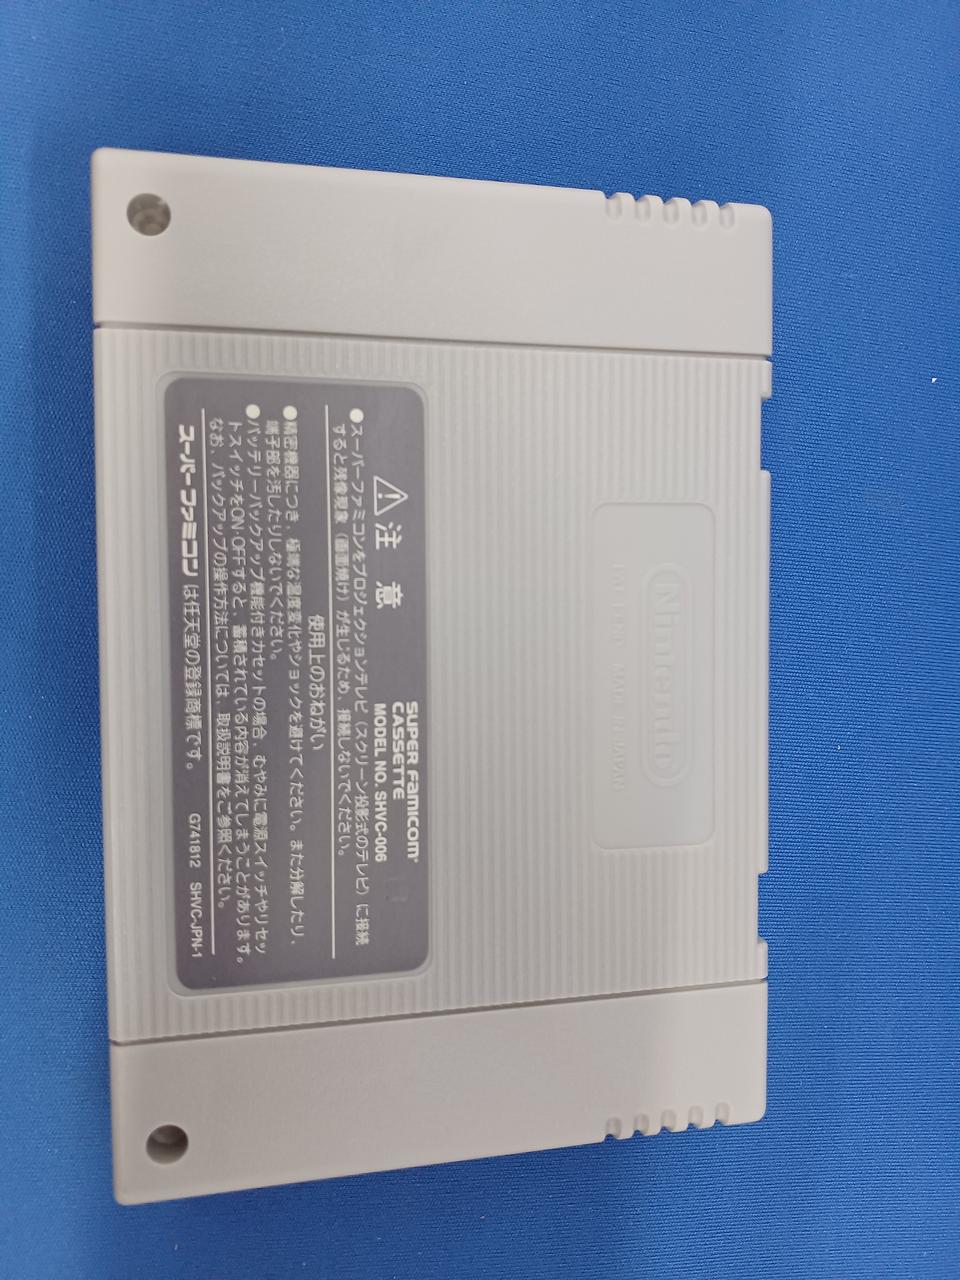 Nintendo
PAT. PEND. MADE IN JAPAN
SUPER FAMICOM
CASSETTE
MODEL NO. SHVC-006
注意
●スーパーファミコンをプロジェクションテレビ(スクリーン投影式のテレビ)に接続
すると残像現象(画面焼け)が生じるため、接続しないでください。
使用上のおねがい
●精密機器につき、極端な温度変化やショックを避けてください。また分解したり、
端子部を汚したりしないでください。
●バッテリーバックアップ機能付きカセットの場合、むやみに電源スイッチやリセッ
トスイッチをON・OFFすると、蓄積されている内容が消えてしまうことがあります。
なお、バックアップの操作方法については、取扱説明書をご参照ください。
スーパーファミコンは任天堂の登録商標です。 G741812 SHVC-JPN-1